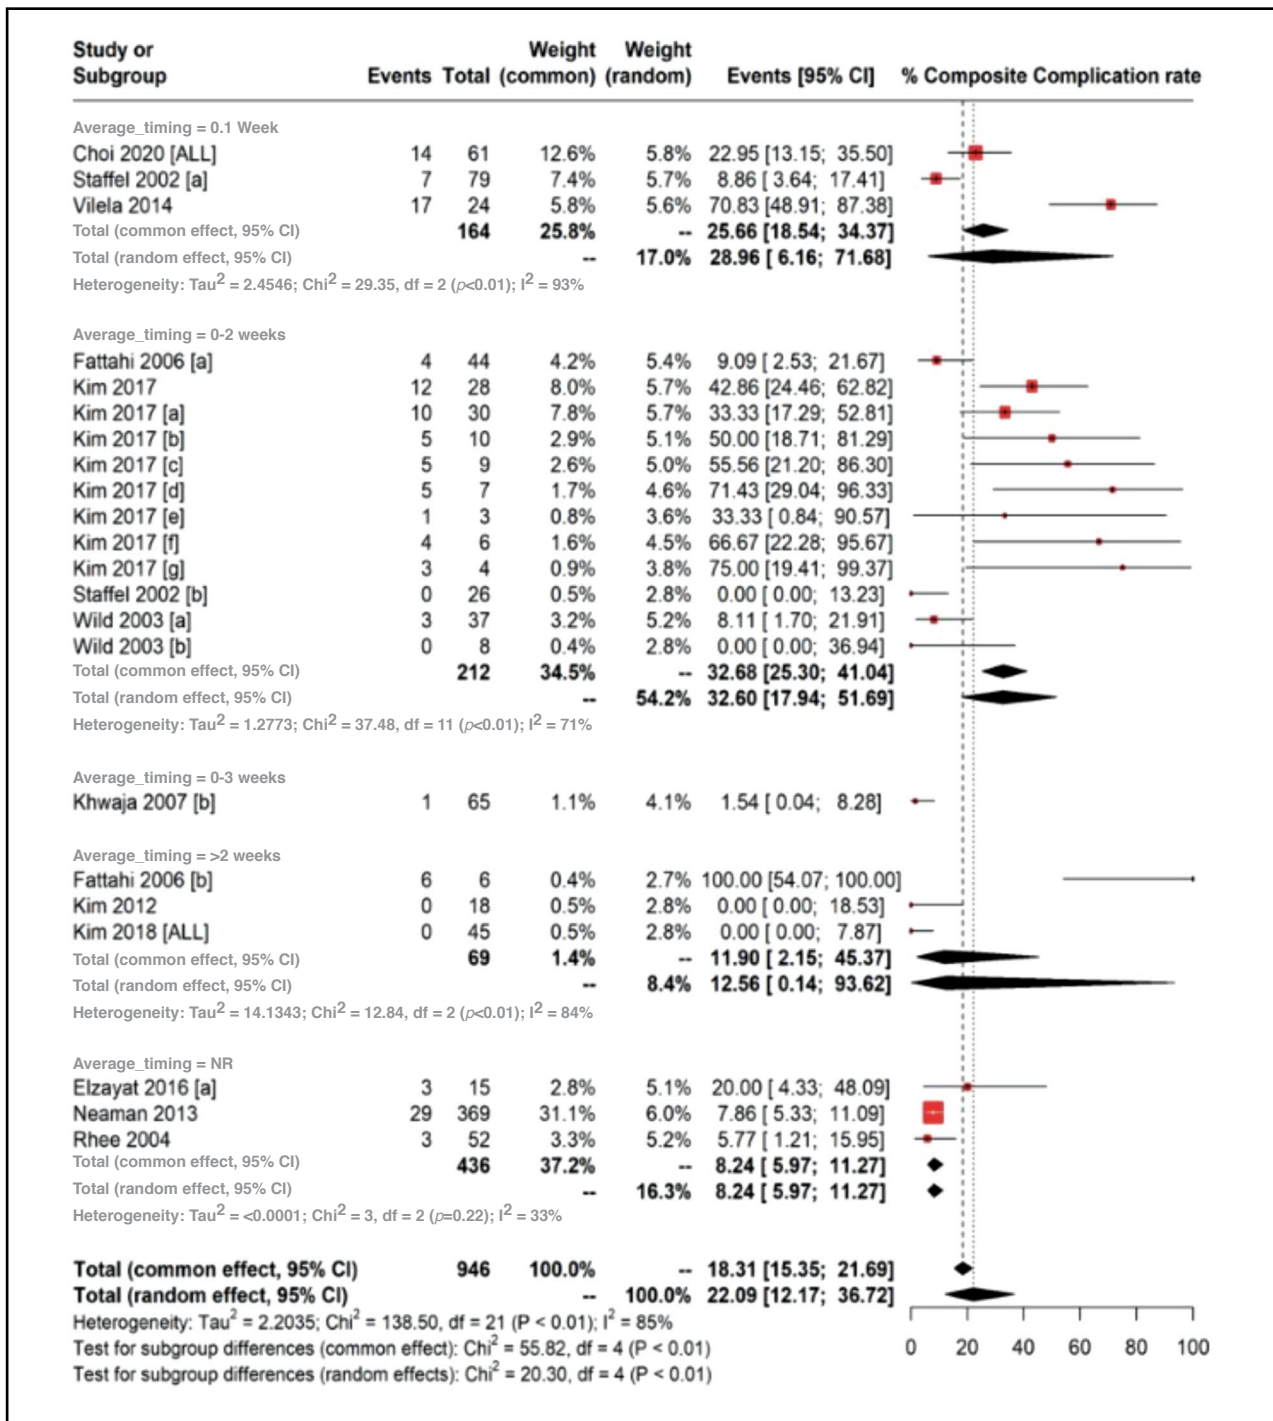 Study or Weight Weight
Subgroup Events Total (common) (random) Events [95% CI] % Composite Complication rate
Average_timing = 0.1 Week
Choi 2020 [ALL] 14 61 12.6% 5.8% 22.95 [13.15; 35.50]
Staffel 2002 [a] 7 79 7.4% 5.7% 8.86 [ 3.64; 17.41]
Vilela 2014 17 24 5.8% 5.6% 70.83 [48.91; 87.38]
Total (common effect, 95% CI) 164 25.8% -- 25.66 [18.54; 34.37]
Total (random effect, 95% CI) -- 17.0% 28.96 [ 6.16; 71.68]
Heterogeneity: Tau² = 2.4546; Chi² = 29.35, df = 2 (p<0.01); I² = 93%
Average_timing = 0-2 weeks
Fattahi 2006 [a] 4 44 4.2% 5.4% 9.09 [ 2.53; 21.67]
Kim 2017 12 28 8.0% 5.7% 42.86 [24.46; 62.82]
Kim 2017 [a] 10 30 7.8% 5.7% 33.33 [17.29; 52.81]
Kim 2017 [b] 5 10 2.9% 5.1% 50.00 [18.71; 81.29]
Kim 2017 [c] 5 9 2.6% 5.0% 55.56 [21.20; 86.30]
Kim 2017 [d] 5 7 1.7% 4.6% 71.43 [29.04; 96.33]
Kim 2017 [e] 1 3 0.8% 3.6% 33.33 [ 0.84; 90.57]
Kim 2017 [f] 4 6 1.6% 4.5% 66.67 [22.28; 95.67]
Kim 2017 [g] 3 4 0.9% 3.8% 75.00 [19.41; 99.37]
Staffel 2002 [b] 0 26 0.5% 2.8% 0.00 [ 0.00; 13.23]
Wild 2003 [a] 3 37 3.2% 5.2% 8.11 [ 1.70; 21.91]
Wild 2003 [b] 0 8 0.4% 2.8% 0.00 [ 0.00; 36.94]
Total (common effect, 95% CI) 212 34.5% -- 32.68 [25.30; 41.04]
Total (random effect, 95% CI) -- 54.2% 32.60 [17.94; 51.69]
Heterogeneity: Tau² = 1.2773; Chi² = 37.48, df = 11 (p<0.01); I² = 71%
Average_timing = 0-3 weeks
Khwaja 2007 [b] 1 65 1.1% 4.1% 1.54 [ 0.04; 8.28]
Average_timing = >2 weeks
Fattahi 2006 [b] 6 6 0.4% 2.7% 100.00 [54.07; 100.00]
Kim 2012 0 18 0.5% 2.8% 0.00 [ 0.00; 18.53]
Kim 2018 [ALL] 0 45 0.5% 2.8% 0.00 [ 0.00; 7.87]
Total (common effect, 95% CI) 69 1.4% -- 11.90 [ 2.15; 45.37]
Total (random effect, 95% CI) -- 8.4% 12.56 [ 0.14; 93.62]
Heterogeneity: Tau² = 14.1343; Chi² = 12.84, df = 2 (p<0.01); I² = 84%
Average_timing = NR
Elzayat 2016 [a] 3 15 2.8% 5.1% 20.00 [ 4.33; 48.09]
Neaman 2013 29 369 31.1% 6.0% 7.86 [ 5.33; 11.09]
Rhee 2004 3 52 3.3% 5.2% 5.77 [ 1.21; 15.95]
Total (common effect, 95% CI) 436 37.2% -- 8.24 [ 5.97; 11.27]
Total (random effect, 95% CI) -- 16.3% 8.24 [ 5.97; 11.27]
Heterogeneity: Tau² = <0.0001; Chi² = 3, df = 2 (p=0.22); I² = 33%
Total (common effect, 95% CI) 946 100.0% -- 18.31 [15.35; 21.69]
Total (random effect, 95% CI) -- 100.0% 22.09 [12.17; 36.72]
Heterogeneity: Tau² = 2.2035; Chi² = 138.50, df = 21 (P < 0.01); I² = 85%
Test for subgroup differences (common effect): Chi² = 55.82, df = 4 (P < 0.01) 0 20 40 60 80 100
Test for subgroup differences (random effects): Chi² = 20.30, df = 4 (P < 0.01)